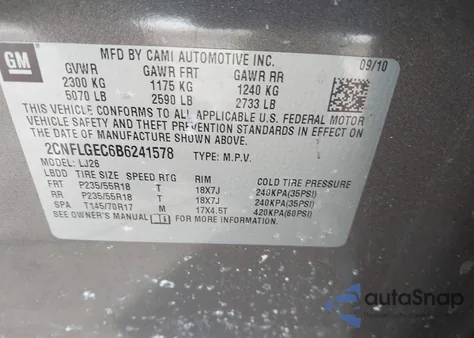 GM
MFD BY CAMI AUTOMOTIVE INC. 09/10
GVWR GAWR FRT GAWR RR
2300 KG 1175 KG 1240 KG
5070 LB 2590 LB 2733 LB
THIS VEHICLE CONFORMS TO ALL APPLICABLE U.S. FEDERAL MOTOR
VEHICLE SAFETY AND THEFT PREVENTION STANDARDS IN EFFECT ON
THE DATE OF MANUFACTURE SHOWN ABOVE.
2CNFLGEC6B6241578 TYPE: M.P.V.
MODEL: LJ26
LBDD TIRE SIZE SPEED RTG RIM COLD TIRE PRESSURE
FRT P235/55R18 T 18X7J 240KPA(35PSI)
RR P235/55R18 T 18X7J 240KPA(35PSI)
SPA T145/70R17 M 17X4.5T 420KPA(60PSI)
SEE OWNER'S MANUAL FOR MORE INFORMATION.
autoSnap